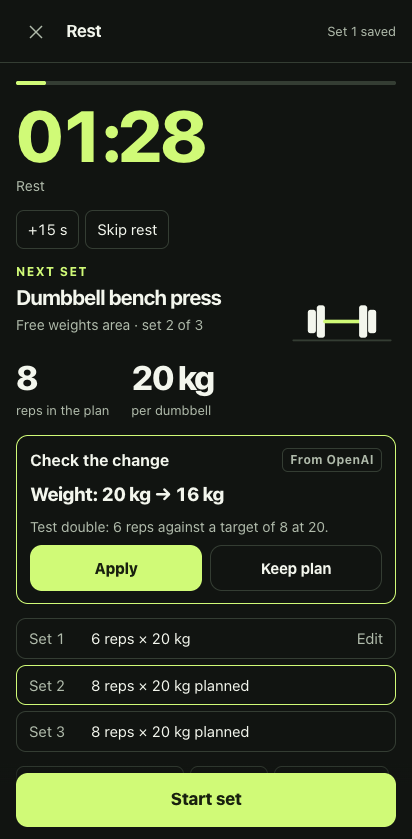 Rest
Set 1 saved
01:28
Rest
+15 s
Skip rest
NEXT SET
Dumbbell bench press
Free weights area · set 2 of 3
8
20 kg
reps in the plan
per dumbbell
Check the change
From OpenAI
Weight: 20 kg → 16 kg
Test double: 6 reps against a target of 8 at 20.
Apply
Keep plan
Set 1 6 reps × 20 kg Edit
Set 2 8 reps × 20 kg planned
Set 3 8 reps × 20 kg planned
Start set